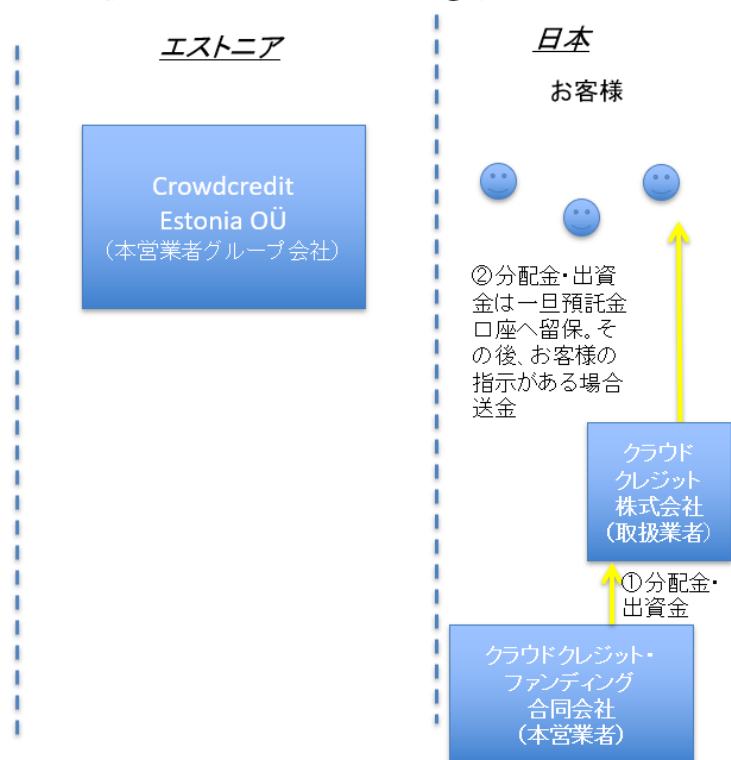 エストニア
日本
お客様
Crowdcredit
Estonia OÜ
（本営業者グループ会社）
②分配金・出資
金は一旦預託金
口座へ留保。そ
の後、お客様の
指示がある場合
送金
クラウド
クレジット
株式会社
（取扱業者）
①分配金・
出資金
クラウドクレジット・
ファンディング
合同会社
（本営業者）